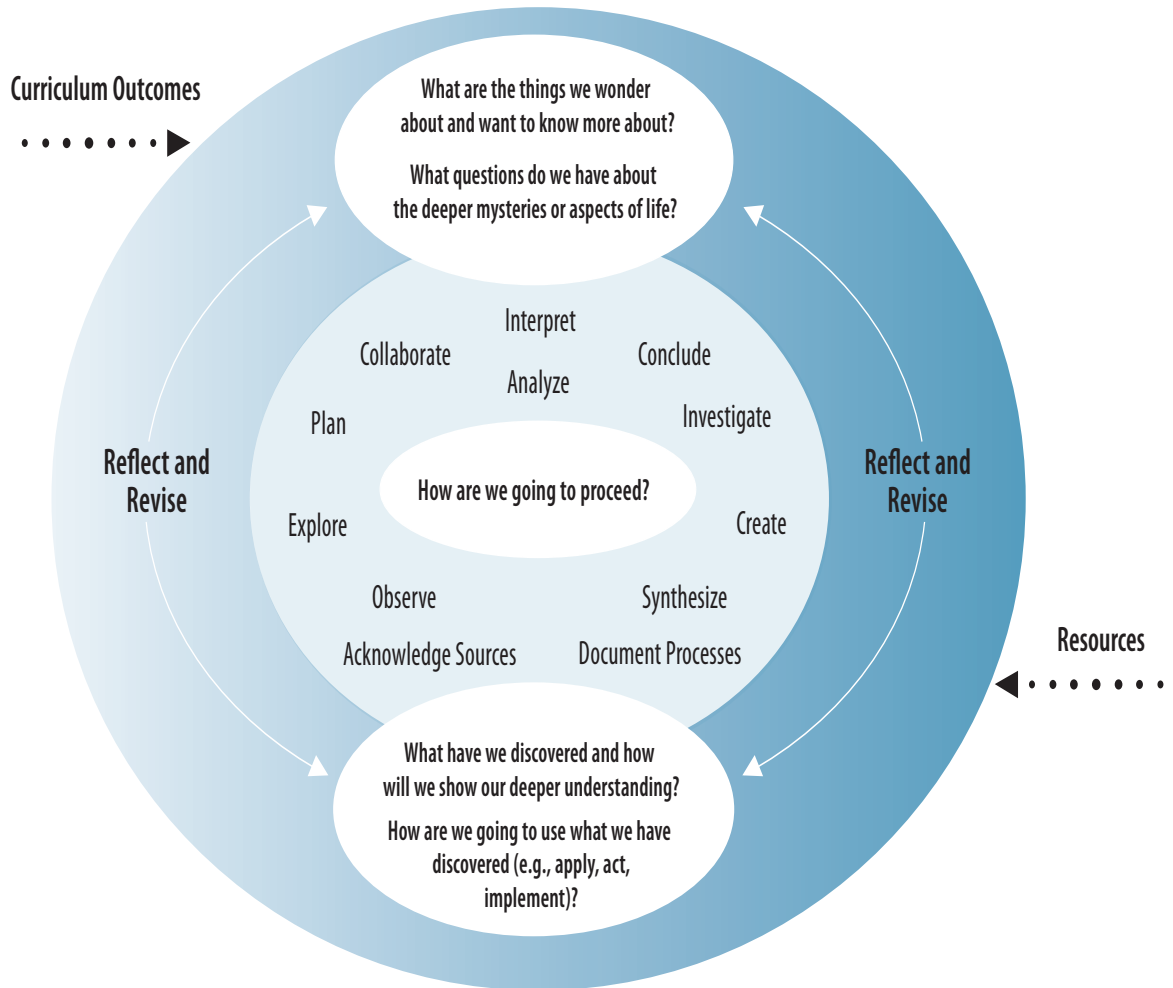 Curriculum Outcomes
What are the things we wonder
about and want to know more about?
What questions do we have about
the deeper mysteries or aspects of life?
Interpret
Collaborate
Conclude
Analyze
Plan
Investigate
Reflect and
Revise
How are we going to proceed?
Reflect and
Revise
Explore
Create
Observe
Synthesize
Acknowledge Sources
Document Processes
Resources
What have we discovered and how
will we show our deeper understanding?
How are we going to use what we have
discovered (e.g., apply, act,
implement)?